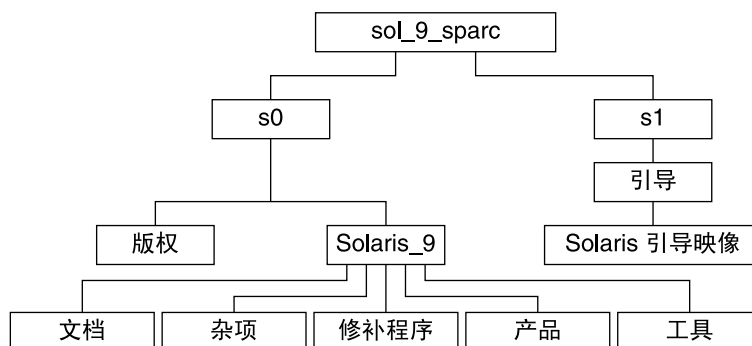 sol_9_sparc
s0
s1
引导
版权
Solaris_9
Solaris 引导映像
文档
杂项
修补程序
产品
工具